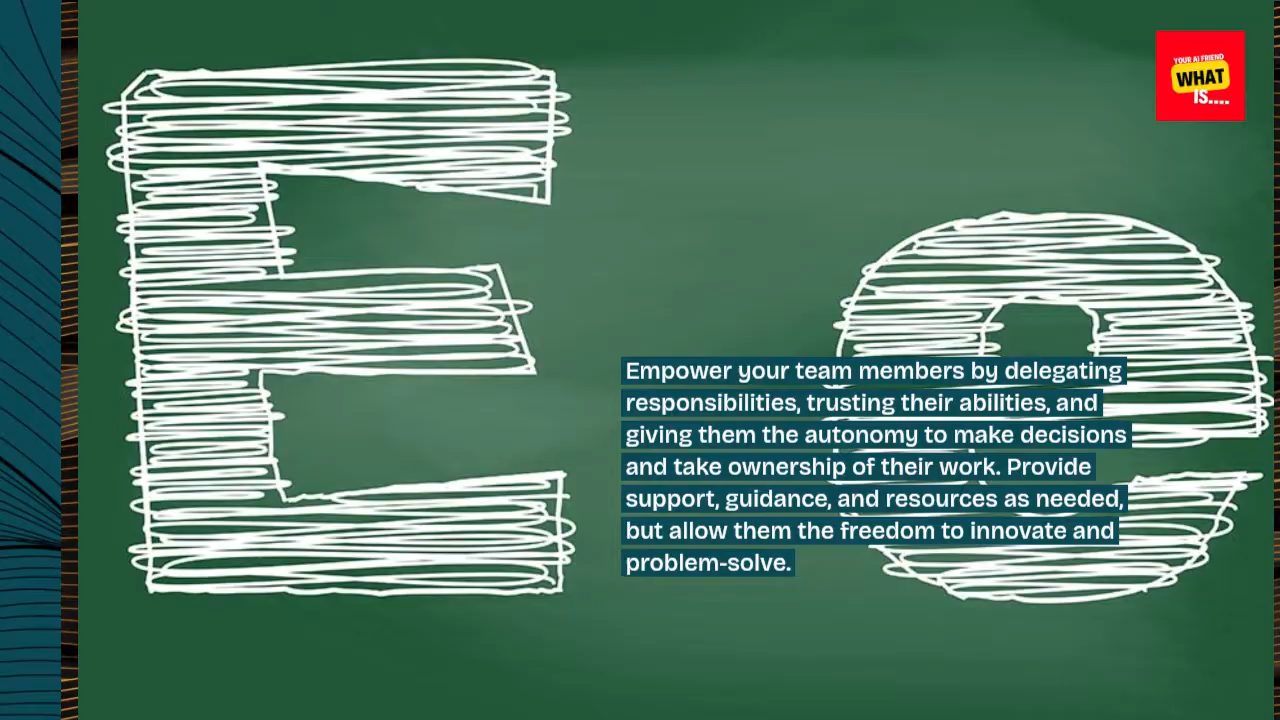 YOUR AI FRIEND
WHAT
IS....
E e
Empower your team members by delegating
responsibilities, trusting their abilities, and
giving them the autonomy to make decisions
and take ownership of their work. Provide
support, guidance, and resources as needed,
but allow them the freedom to innovate and
problem-solve.